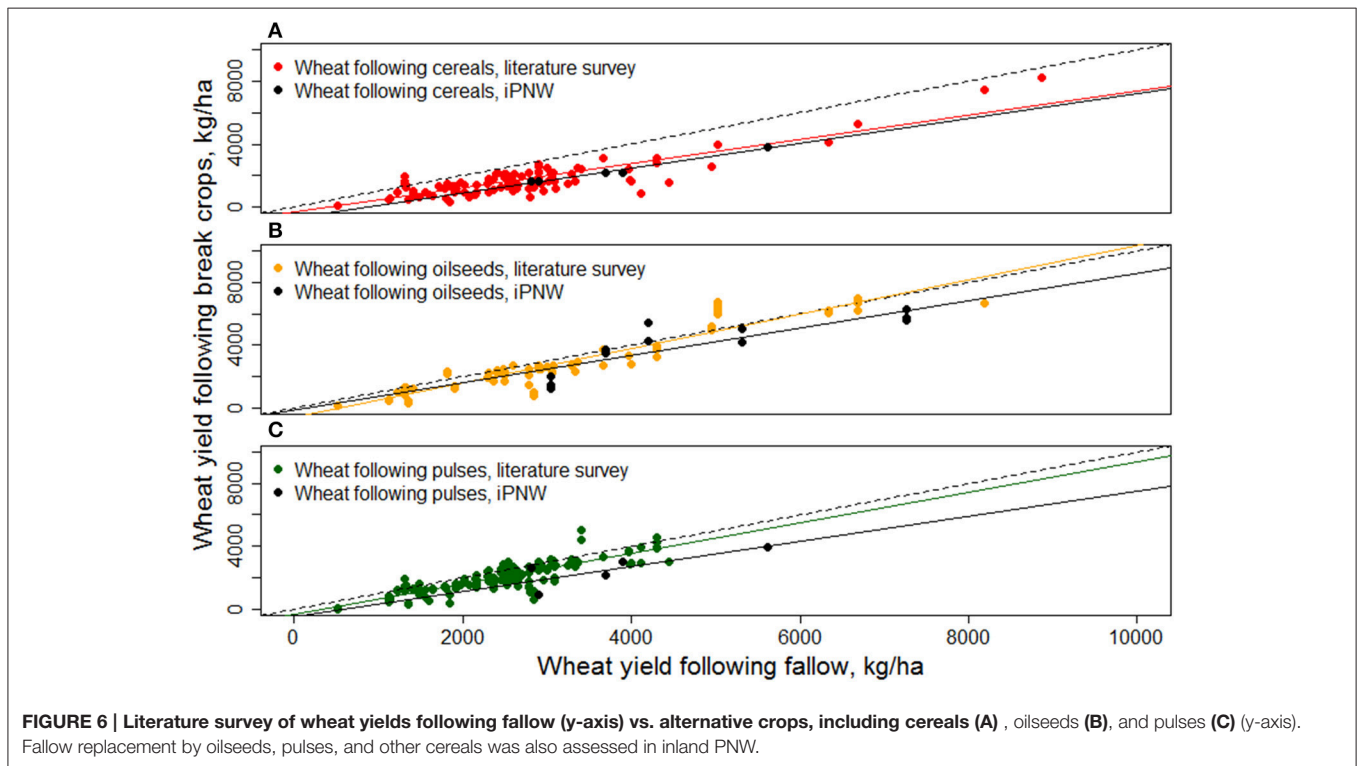 A
Wheat following cereals, literature survey
Wheat following cereals, iPNW
0 4000 8000
B
Wheat following oilseeds, literature survey
Wheat following oilseeds, iPNW
0 4000 8000
C
Wheat following pulses, literature survey
Wheat following pulses, iPNW
0 4000 8000
Wheat yield following break crops, kg/ha
0 2000 4000 6000 8000 10000
Wheat yield following fallow, kg/ha
FIGURE 6 | Literature survey of wheat yields following fallow (y-axis) vs. alternative crops, including cereals (A) , oilseeds (B), and pulses (C) (y-axis).
Fallow replacement by oilseeds, pulses, and other cereals was also assessed in inland PNW.